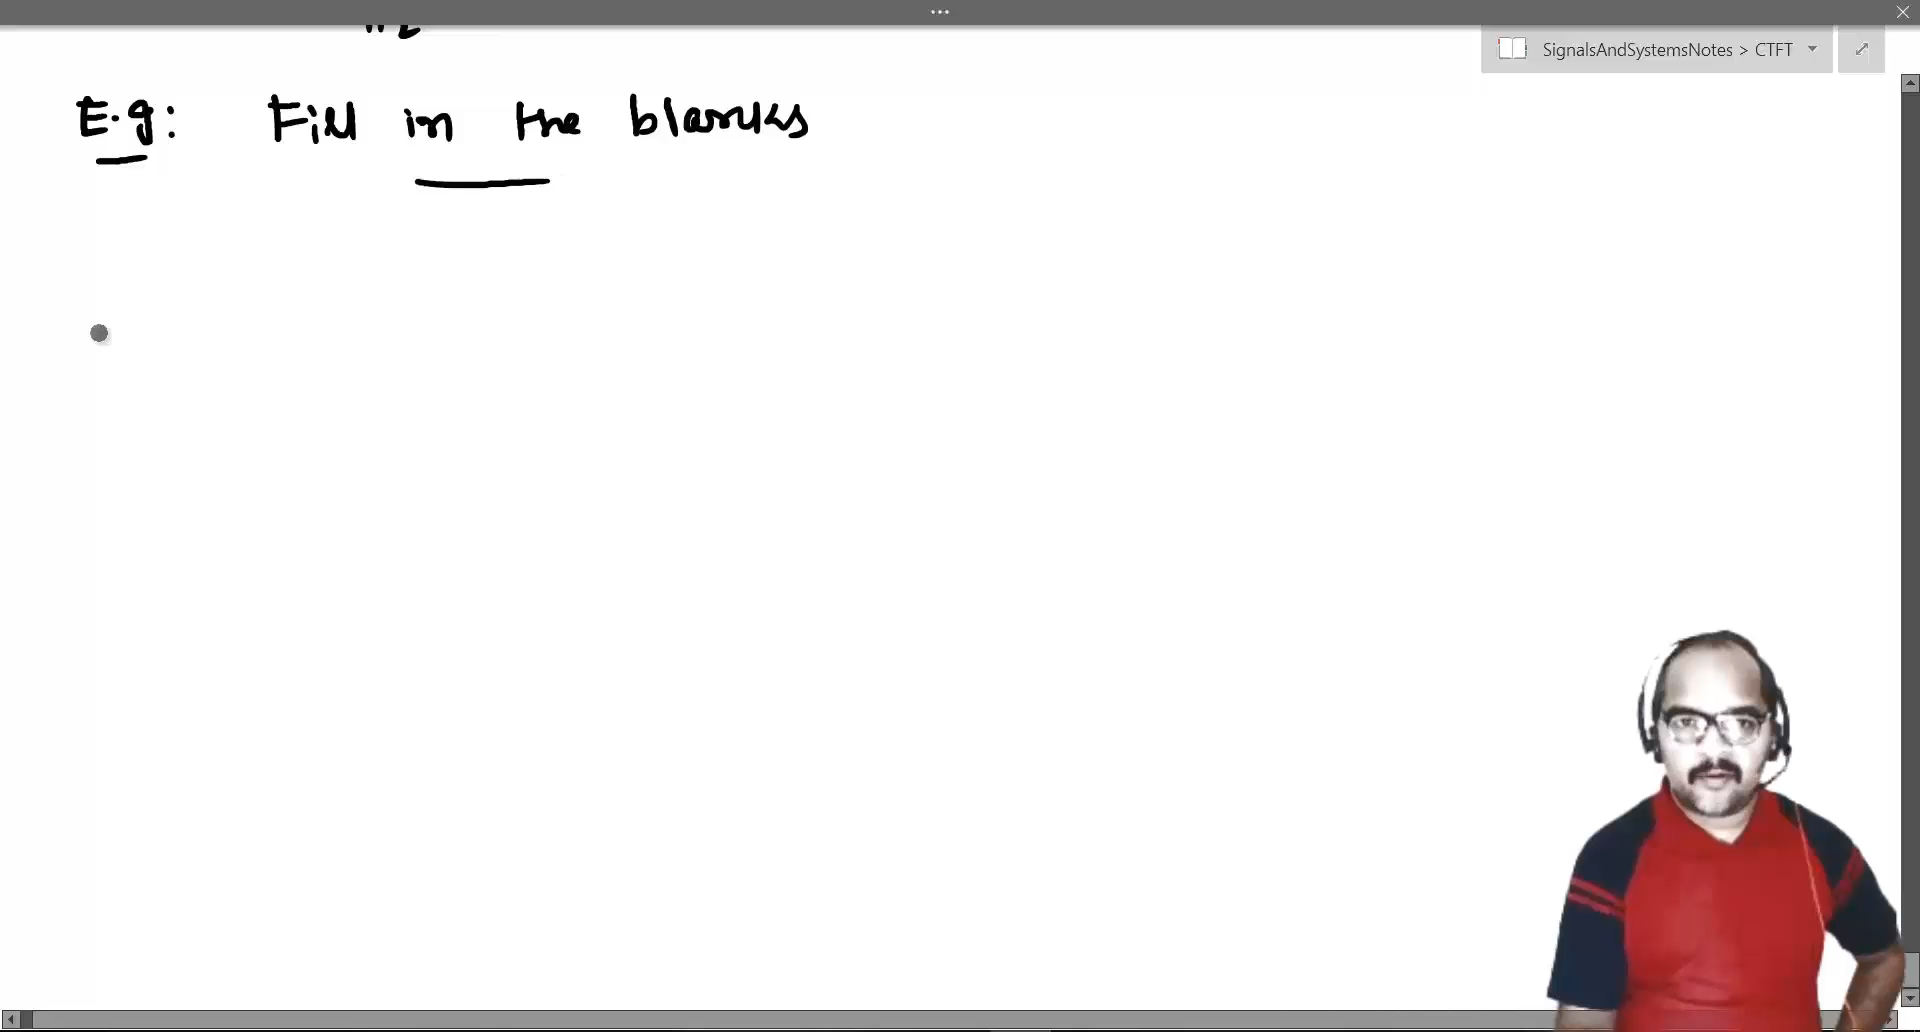 SignalsAndSystemsNotes > CTFT
E.g: Fill in the blanks